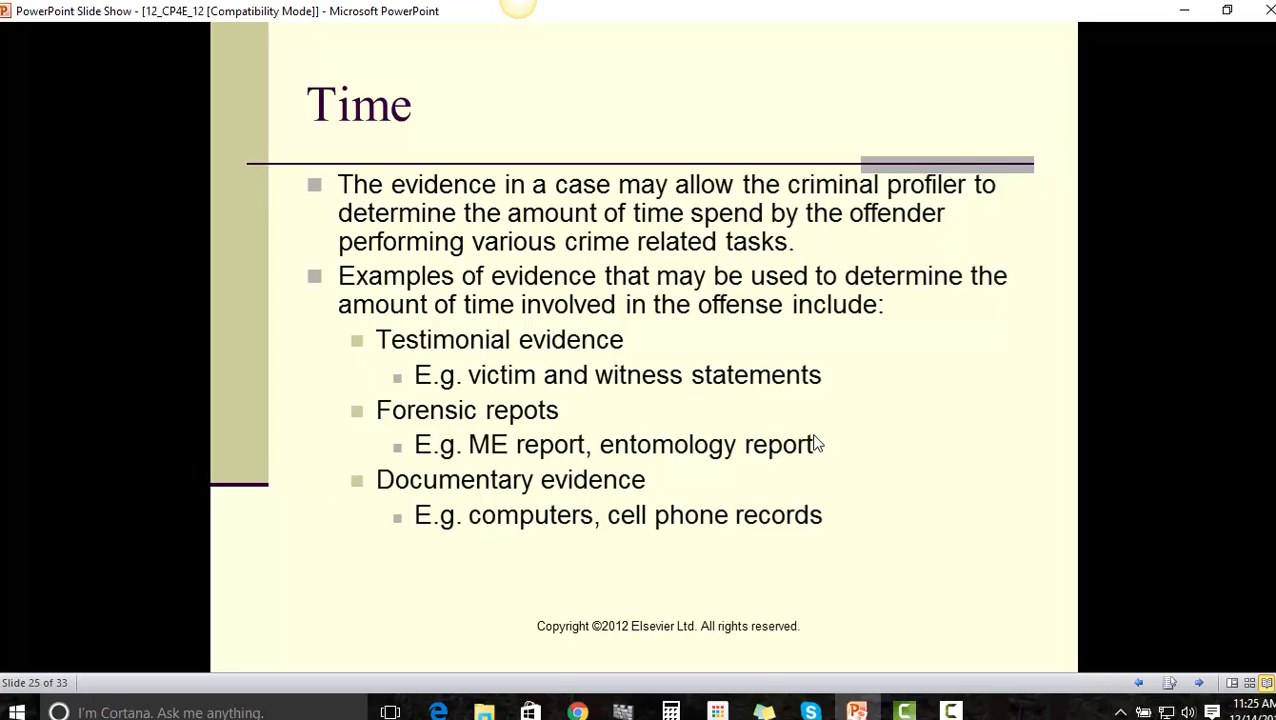 PowerPoint Slide Show - [12_CP4E_12 [Compatibility Mode]] - Microsoft PowerPoint
Time
The evidence in a case may allow the criminal profiler to
determine the amount of time spend by the offender
performing various crime related tasks.
Examples of evidence that may be used to determine the
amount of time involved in the offense include:
Testimonial evidence
E.g. victim and witness statements
Forensic repots
E.g. ME report, entomology report
Documentary evidence
E.g. computers, cell phone records
Copyright ©2012 Elsevier Ltd. All rights reserved.
Slide 25 of 33
I'm Cortana. Ask me anything.
11:25 AM